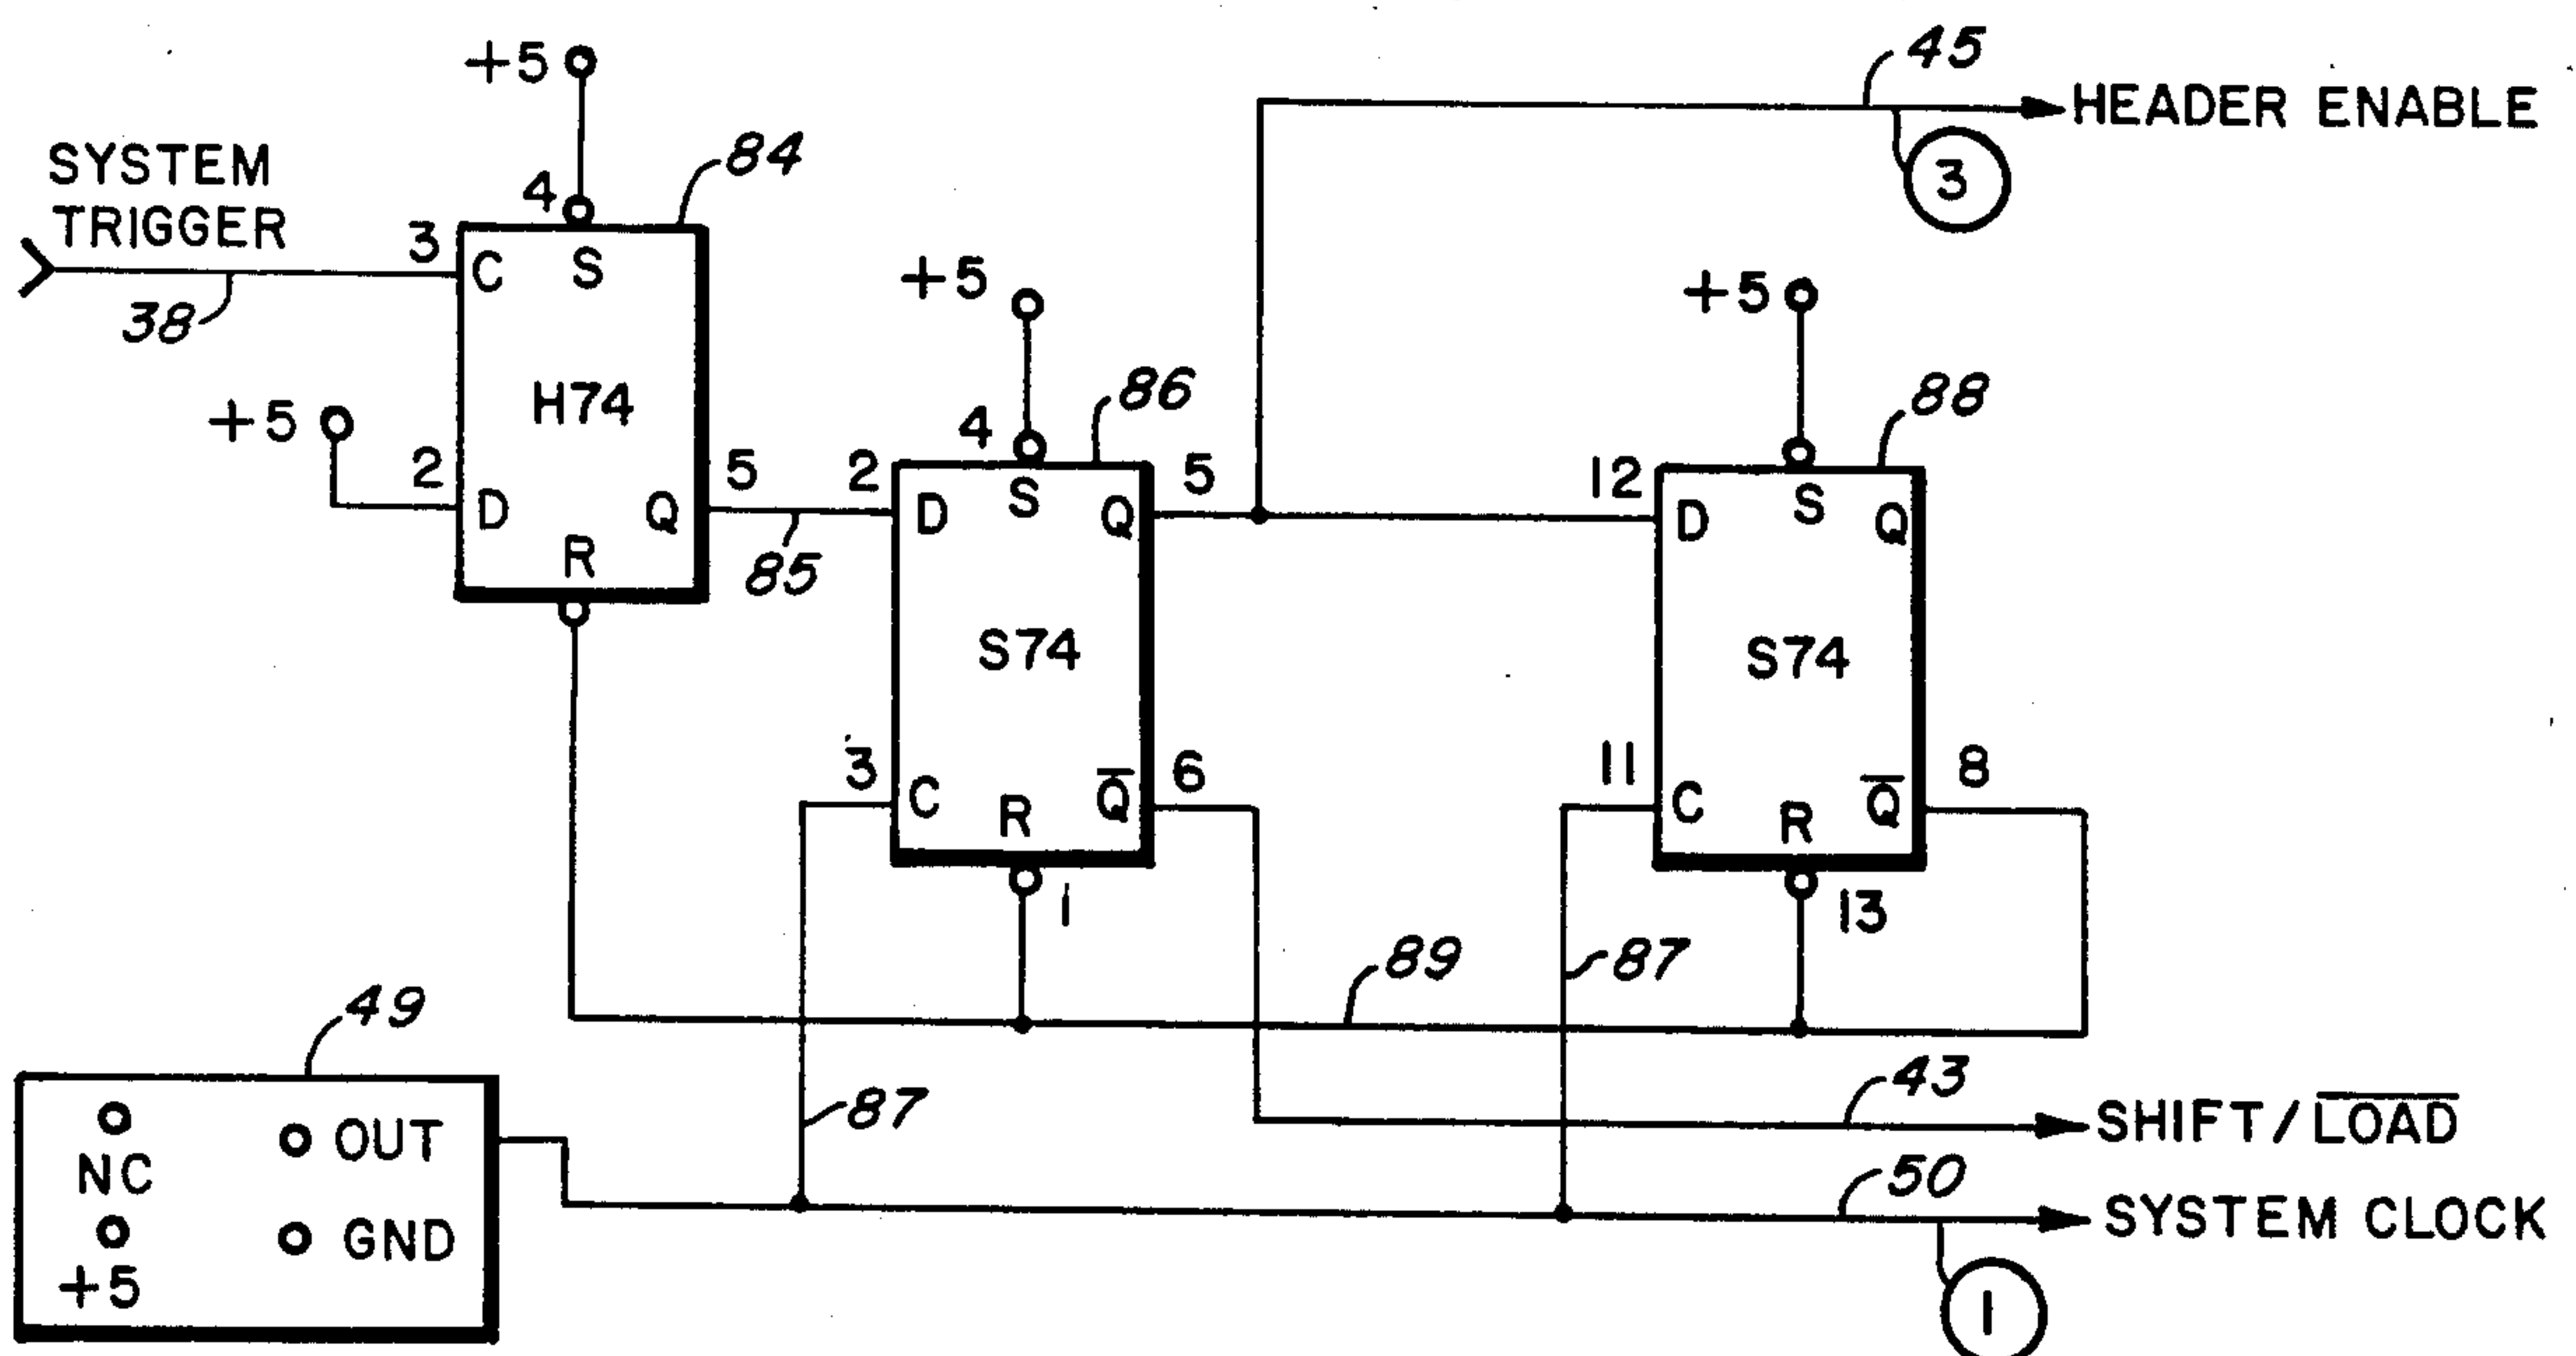 45
+5
HEADER ENABLE
3
SYSTEM
TRIGGER
4
84
3
C
S
38
H74
+5
2
D
R
Q
5
85
+5
4
86
2
D
S
Q
5
S74
3
C
R
Q̅
6
1
+5
88
12
D
S
Q
S74
11
C
R
Q̅
8
13
89
87
87
49
NC
OUT
+5
GND
43
SHIFT/L̅O̅A̅D̅
50
SYSTEM CLOCK
1